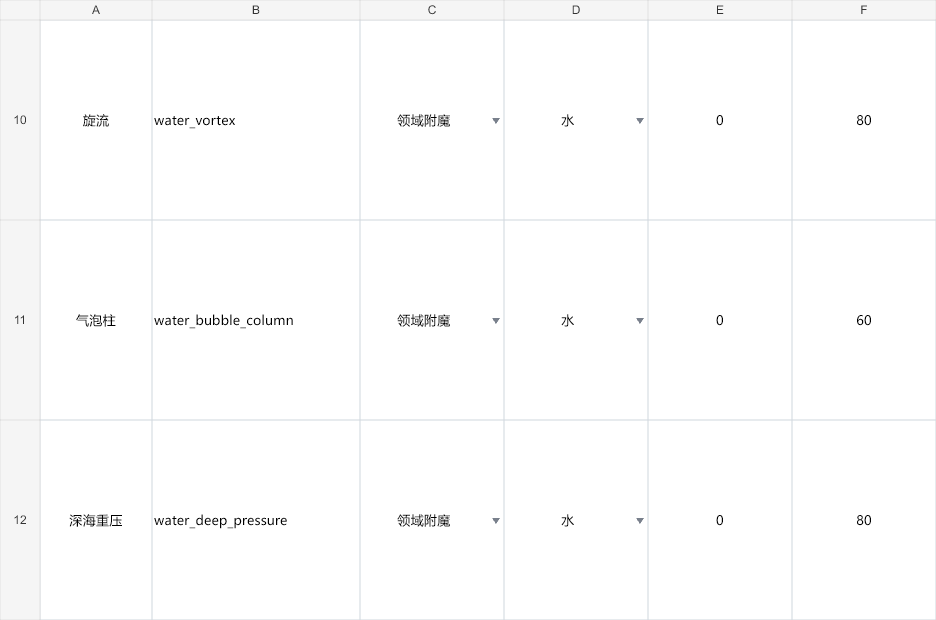 A B C D E F
10 旋流 water_vortex 领域附魔 水 0 80
11 气泡柱 water_bubble_column 领域附魔 水 0 60
12 深海重压 water_deep_pressure 领域附魔 水 0 80